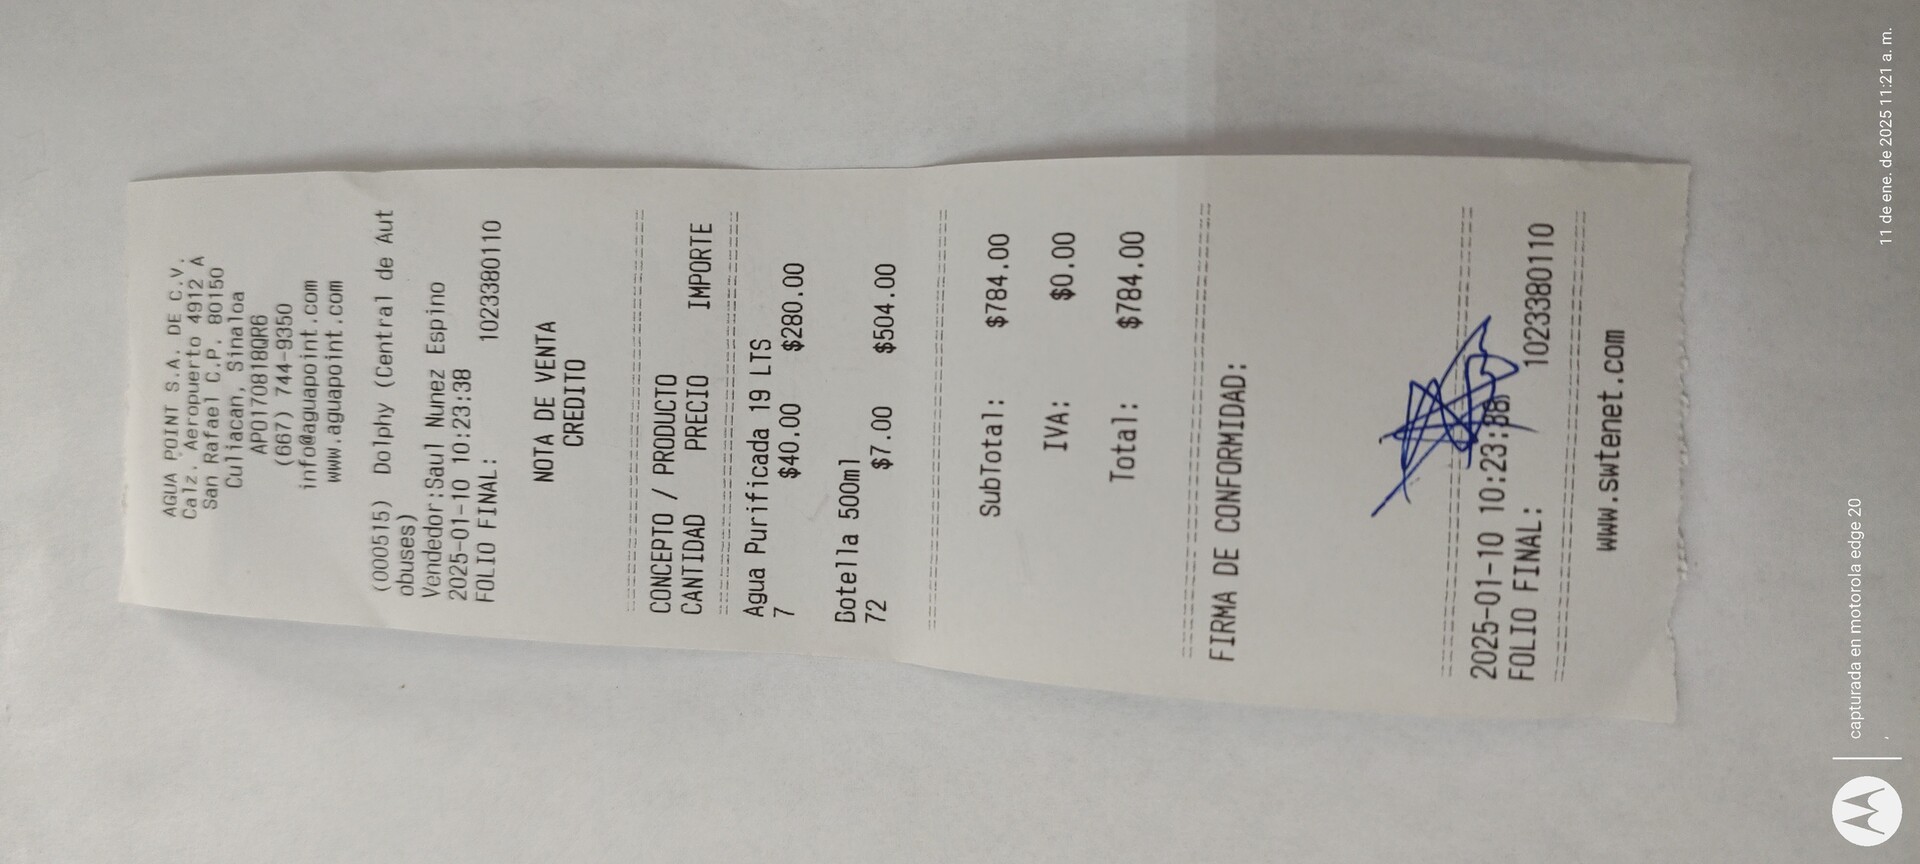 AGUA POINT S.A. DE C.V.
Calz. Aeropuerto 4912 A
San Rafael C.P. 80150
Culiacan, Sinaloa
APO170818QR6
(667) 744-9350
info@aguapoint.com
www.aguapoint.com
(000515) Dolphy (Central de Aut
obuses)
Vendedor:Saul Nunez Espino
2025-01-10 10:23:38
FOLIO FINAL: 1023380110
NOTA DE VENTA
CREDITO
CONCEPTO / PRODUCTO
CANTIDAD PRECIO IMPORTE
Agua Purificada 19 LTS
7 $40.00 $280.00
Botella 500ml
72 $7.00 $504.00
SubTotal: $784.00
IVA: $0.00
Total: $784.00
FIRMA DE CONFORMIDAD:
2025-01-10 10:23:38
FOLIO FINAL: 1023380110
www.swtenet.com
capturada en motorola edge 20
11 de ene. de 2025 11:21 a. m.